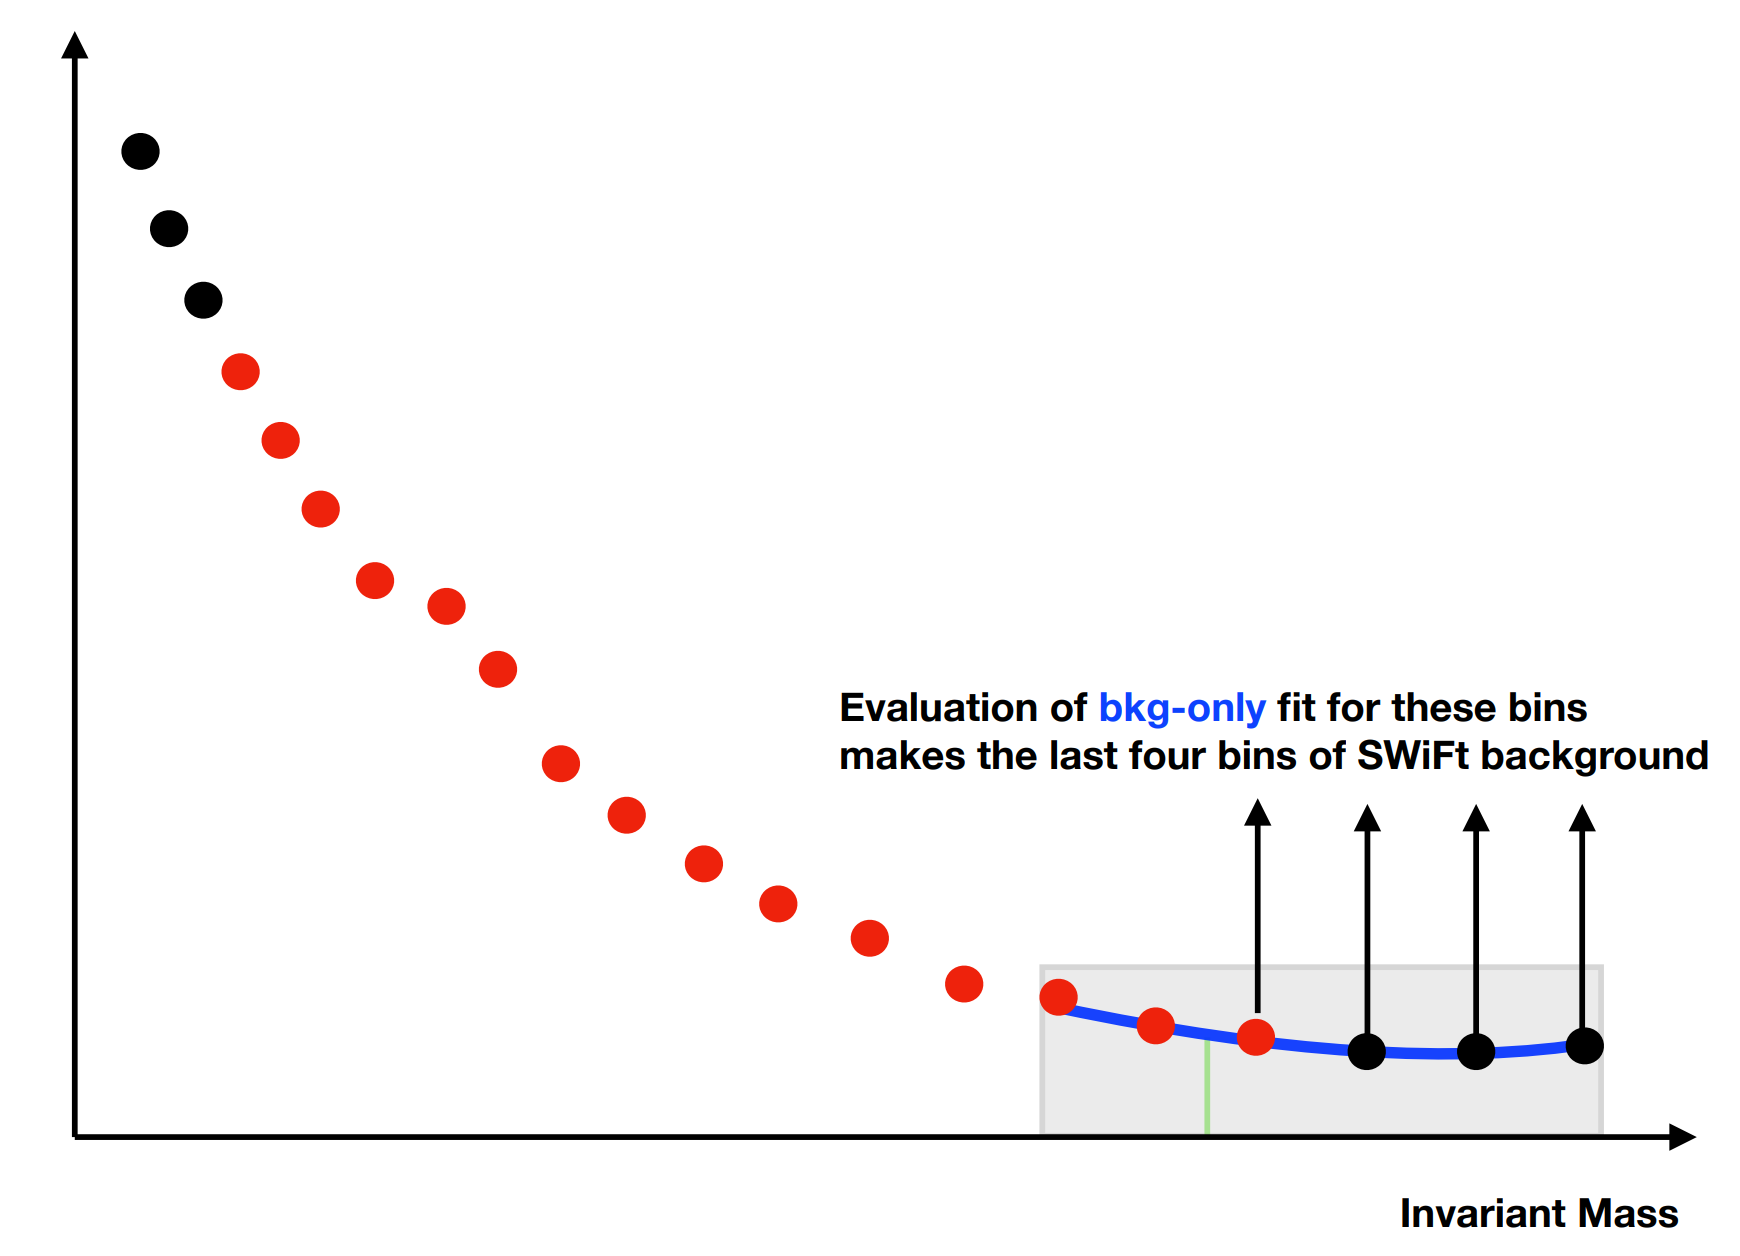 Evaluation of bkg-only fit for these bins
makes the last four bins of SWiFt background
Invariant Mass